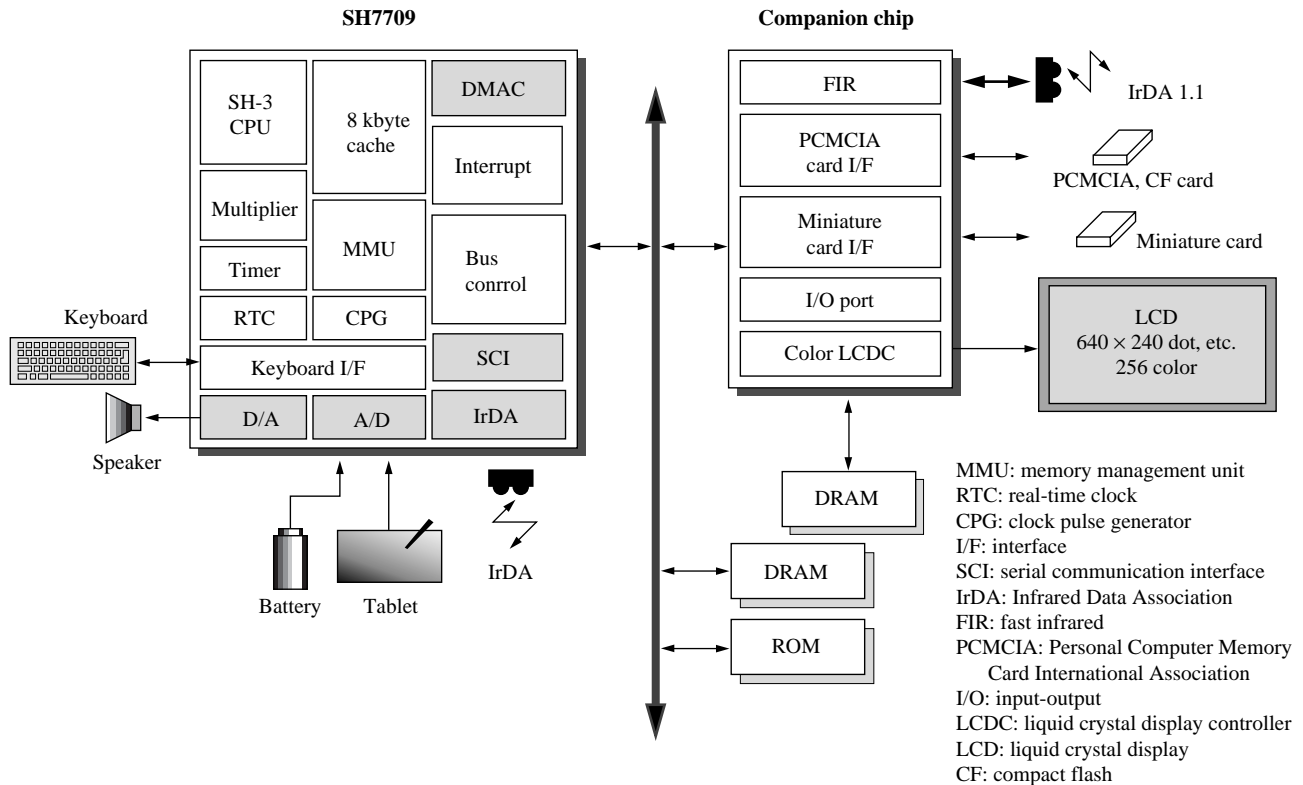 SH7709
Companion chip
SH-3
CPU
8 kbyte
cache
DMAC
Interrupt
Multiplier
MMU
Bus
conrrol
Timer
RTC
CPG
Keyboard I/F
SCI
D/A
A/D
IrDA
Keyboard
Speaker
Battery
Tablet
IrDA
FIR
PCMCIA
card I/F
Miniature
card I/F
I/O port
Color LCDC
IrDA 1.1
PCMCIA, CF card
Miniature card
LCD
640 × 240 dot, etc.
256 color
DRAM
DRAM
ROM
MMU: memory management unit
RTC: real-time clock
CPG: clock pulse generator
I/F: interface
SCI: serial communication interface
IrDA: Infrared Data Association
FIR: fast infrared
PCMCIA: Personal Computer Memory
Card International Association
I/O: input-output
LCDC: liquid crystal display controller
LCD: liquid crystal display
CF: compact flash